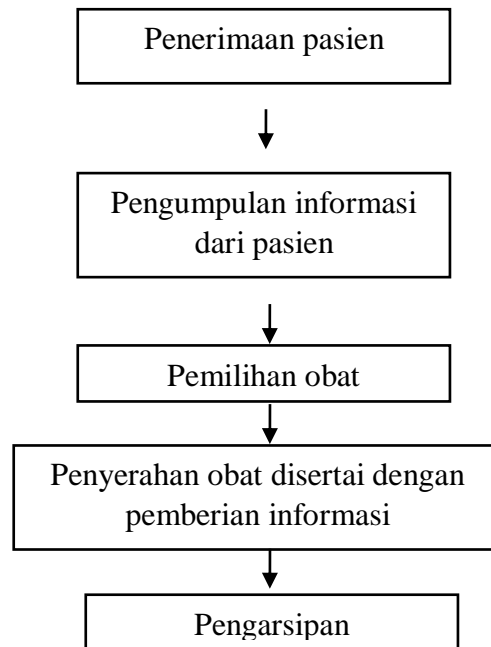 Penerimaan pasien
Pengumpulan informasi
dari pasien
Pemilihan obat
Penyerahan obat disertai dengan
pemberian informasi
Pengarsipan